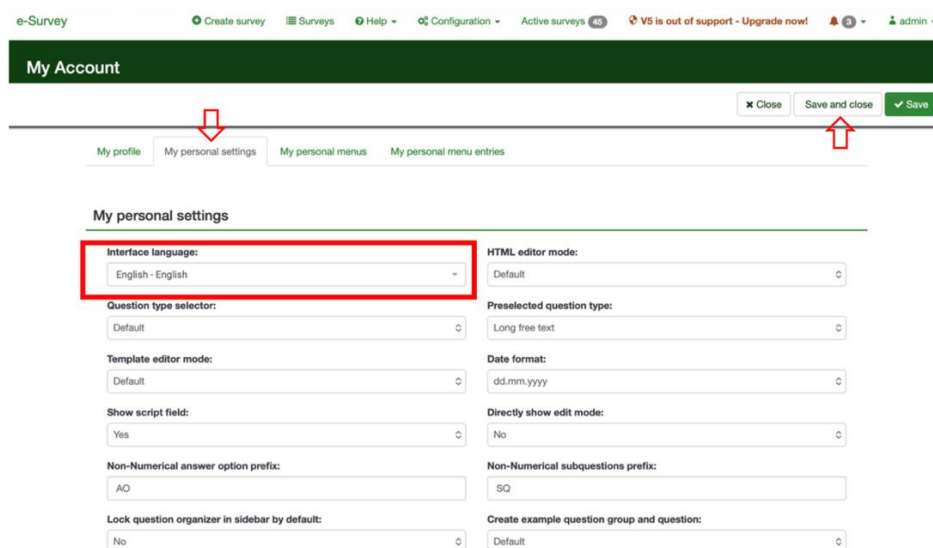 e-Survey Create survey Surveys Help Configuration Active surveys 45 V5 is out of support - Upgrade now! 3 admin
My Account
Close Save and close Save
My profile My personal settings My personal menus My personal menu entries
My personal settings
Interface language: HTML editor mode:
English - English Default
Question type selector: Preselected question type:
Default Long free text
Template editor mode: Date format:
Default dd.mm.yyyy
Show script field: Directly show edit mode:
Yes No
Non-Numerical answer option prefix: Non-Numerical subquestions prefix:
AO SQ
Lock question organizer in sidebar by default: Create example question group and question:
No Default